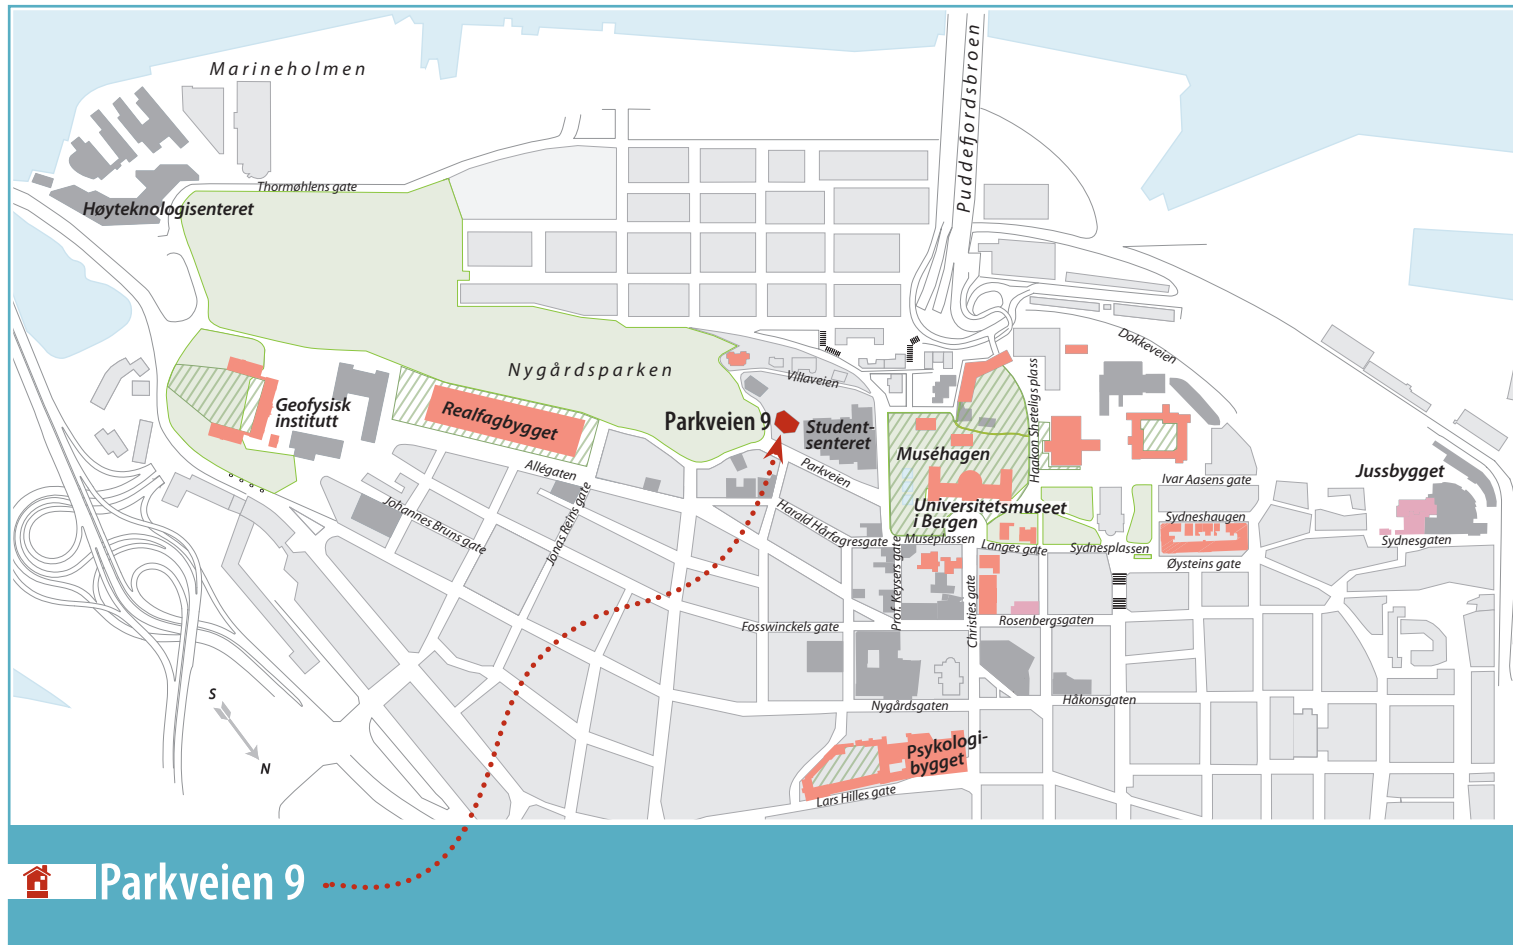 Marineholmen
Puddefjordsbroen
Thormøhlens gate
Høyteknologisenteret
Dokkeveien
Nygårdsparken
Villaveien
Haakon Sheteligs plass
Geofysisk
institutt
Realfagbygget
Parkveien 9
Student-
senteret
Muséhagen
Parkveien
Allégaten
Jussbygget
Ivar Aasens gate
Universitetsmuseet
i Bergen
Johannes Bruns gate
Jonas Reins gate
Harald Hårfagresgate
Muséplassen
Langes gate
Sydnesplassen
Sydneshaugen
Sydnesgaten
Øysteins gate
Prof. Keysers gate
Christies gate
Fosswinckels gate
Rosenbergsgaten
S
N
Nygårdsgaten
Håkonsgaten
Psykologi-
bygget
Lars Hilles gate
Parkveien 9